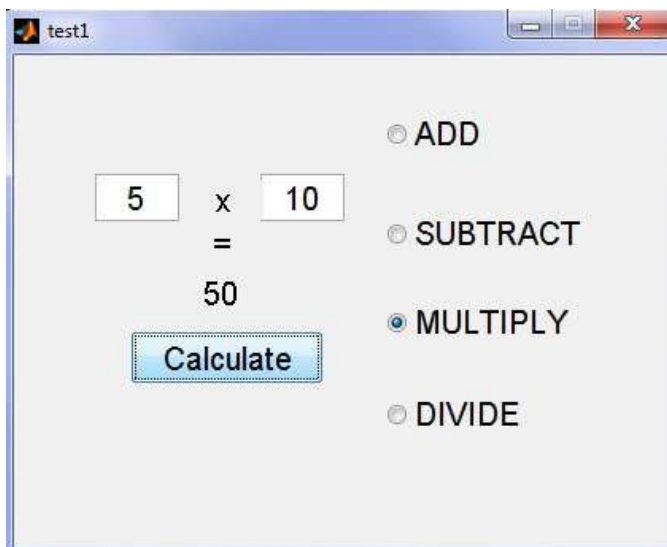 test1
ADD
5 x 10
=
50
Calculate
SUBTRACT
MULTIPLY
DIVIDE